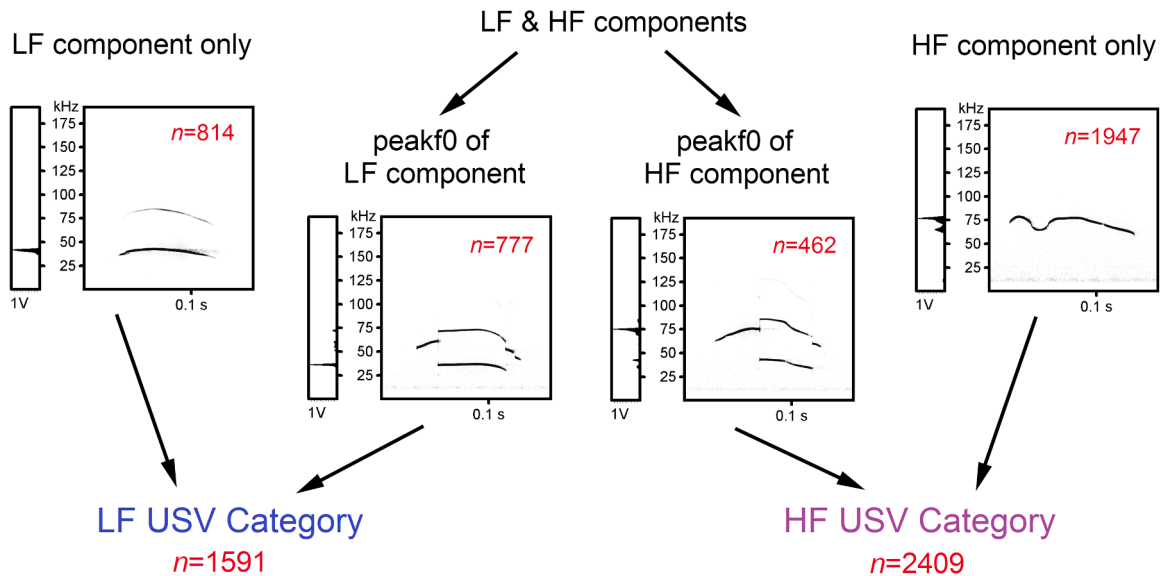 LF & HF components
LF component only
HF component only
kHz
175
150
125
100
75
50
25
1V
0.1 s
n=814
peakf0 of
LF component
kHz
175
150
125
100
75
50
25
1V
0.1 s
n=777
peakf0 of
HF component
kHz
175
150
125
100
75
50
25
1V
0.1 s
n=462
kHz
175
150
125
100
75
50
25
1V
0.1 s
n=1947
LF USV Category
n=1591
HF USV Category
n=2409